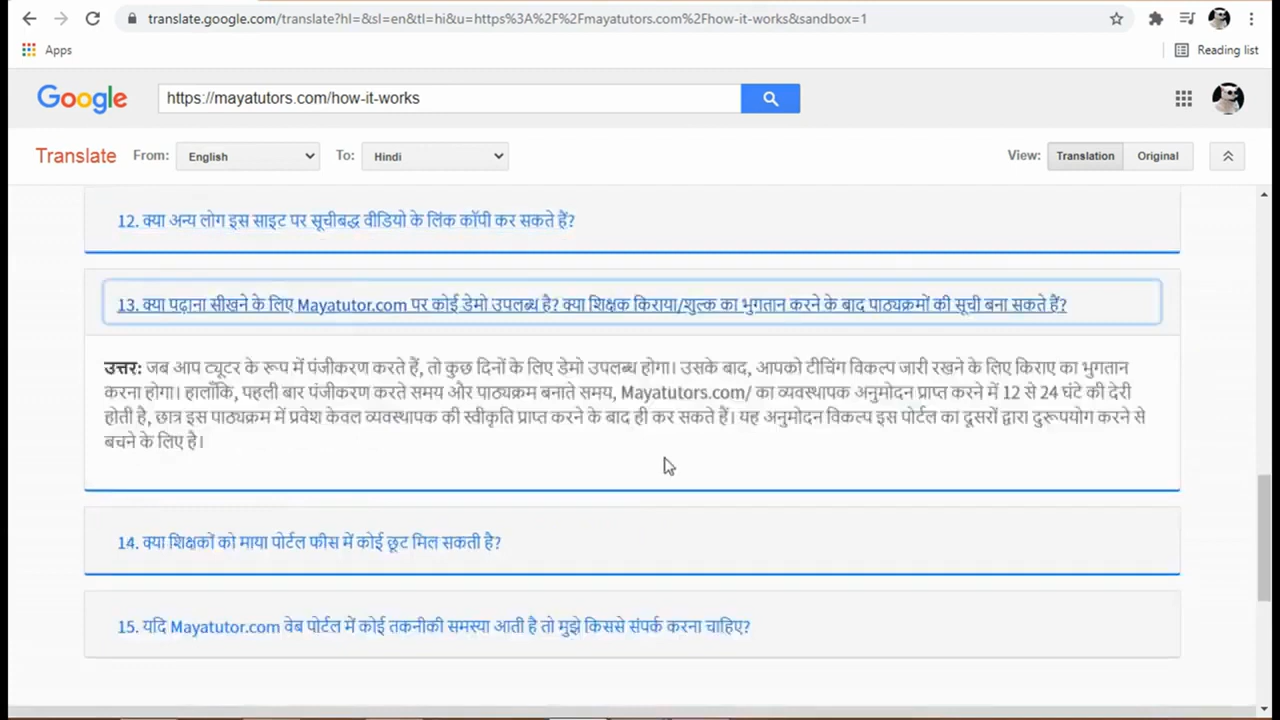 translate.google.com/translate?hl=&sl=en&tl=hi&u=https%3A%2F%2Fmayatutors.com%2Fhow-it-works&sandbox=1
Apps
Reading list
Google
https://mayatutors.com/how-it-works
Translate From: English To: Hindi View: Translation Original
12. क्या अन्य लोग इस साइट पर सूचीबद्ध वीडियो के लिंक कॉपी कर सकते हैं?
13. क्या पढ़ाना सीखने के लिए Mayatutor.com पर कोई डेमो उपलब्ध है? क्या शिक्षक किराया/शुल्क का भुगतान करने के बाद पाठ्यक्रमों की सूची बना सकते हैं?
उत्तर: जब आप ट्यूटर के रूप में पंजीकरण करते हैं, तो कुछ दिनों के लिए डेमो उपलब्ध होगा। उसके बाद, आपको टीचिंग विकल्प जारी रखने के लिए किराए का भुगतान
करना होगा। हालाँकि, पहली बार पंजीकरण करते समय और पाठ्यक्रम बनाते समय, Mayatutors.com/ का व्यवस्थापक अनुमोदन प्राप्त करने में 12 से 24 घंटे की देरी
होती है, छात्र इस पाठ्यक्रम में प्रवेश केवल व्यवस्थापक की स्वीकृति प्राप्त करने के बाद ही कर सकते हैं। यह अनुमोदन विकल्प इस पोर्टल का दूसरों द्वारा दुरूपयोग करने से
बचने के लिए है।
14. क्या शिक्षकों को माया पोर्टल फीस में कोई छूट मिल सकती है?
15. यदि Mayatutor.com वेब पोर्टल में कोई तकनीकी समस्या आती है तो मुझे किससे संपर्क करना चाहिए?